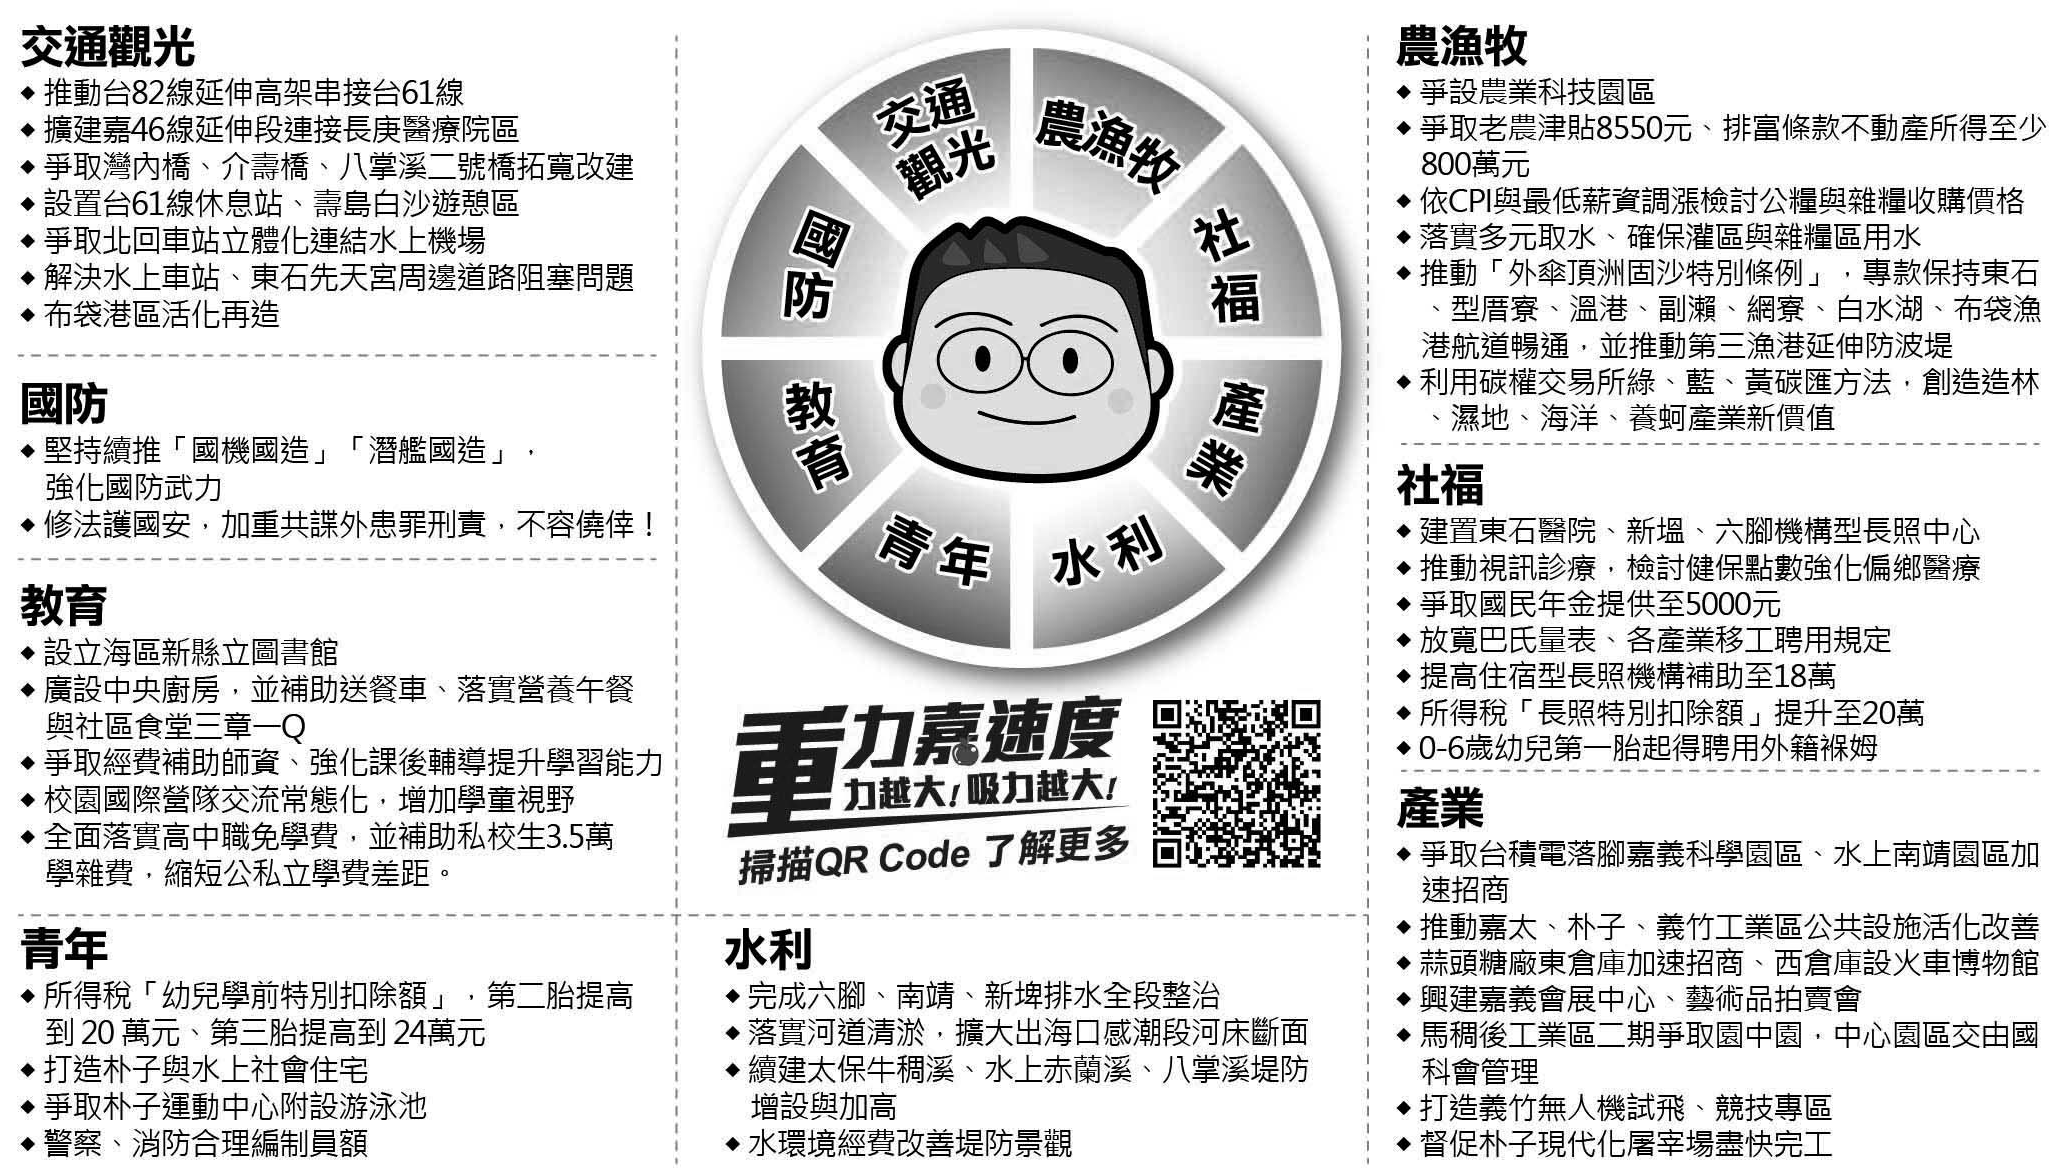 交通觀光
◆ 推動台82線延伸高架串接台61線
◆ 擴建嘉46線延伸段連接長庚醫療院區
◆ 爭取灣內橋、介壽橋、八掌溪二號橋拓寬改建
◆ 設置台61線休息站、壽島白沙遊憩區
◆ 爭取北回車站立體化連結水上機場
◆ 解決水上車站、東石先天宮周邊道路阻塞問題
◆ 布袋港區活化再造
國防
◆ 堅持續推「國機國造」「潛艦國造」，
強化國防武力
◆ 修法護國安，加重共諜外患罪刑責，不容僥倖！
教育
◆ 設立海區新縣立圖書館
◆ 廣設中央廚房，並補助送餐車、落實營養午餐
與社區食堂三章一Q
◆ 爭取經費補助師資、強化課後輔導提升學習能力
◆ 校園國際營隊交流常態化，增加學童視野
◆ 全面落實高中職免學費，並補助私校生3.5萬
學雜費，縮短公私立學費差距。
青年
◆ 所得稅「幼兒學前特別扣除額」，第二胎提高
到 20 萬元、第三胎提高到 24萬元
◆ 打造朴子與水上社會住宅
◆ 爭取朴子運動中心附設游泳池
◆ 警察、消防合理編制員額
交通
觀光
農漁牧
社福
產業
水利
青年
教育
國防
重力嘉速度
力越大!吸力越大!
掃描QR Code 了解更多
水利
◆ 完成六腳、南靖、新埤排水全段整治
◆ 落實河道清淤，擴大出海口感潮段河床斷面
◆ 續建太保牛稠溪、水上赤蘭溪、八掌溪堤防
增設與加高
◆ 水環境經費改善堤防景觀
農漁牧
◆ 爭設農業科技園區
◆ 爭取老農津貼8550元、排富條款不動產所得至少
800萬元
◆ 依CPI與最低薪資調漲檢討公糧與雜糧收購價格
◆ 落實多元取水、確保灌區與雜糧區用水
◆ 推動「外傘頂洲固沙特別條例」，專款保持東石
、型厝寮、溫港、副瀨、網寮、白水湖、布袋漁
港航道暢通，並推動第三漁港延伸防波堤
◆ 利用碳權交易所綠、藍、黃碳匯方法，創造造林
、濕地、海洋、養蚵產業新價值
社福
◆ 建置東石醫院、新塭、六腳機構型長照中心
◆ 推動視訊診療，檢討健保點數強化偏鄉醫療
◆ 爭取國民年金提供至5000元
◆ 放寬巴氏量表、各產業移工聘用規定
◆ 提高住宿型長照機構補助至18萬
◆ 所得稅「長照特別扣除額」提升至20萬
◆ 0-6歲幼兒第一胎起得聘用外籍褓姆
產業
◆ 爭取台積電落腳嘉義科學園區、水上南靖園區加
速招商
◆ 推動嘉太、朴子、義竹工業區公共設施活化改善
◆ 蒜頭糖廠東倉庫加速招商、西倉庫設火車博物館
◆ 興建嘉義會展中心、藝術品拍賣會
◆ 馬稠後工業區二期爭取園中園，中心園區交由國
科會管理
◆ 打造義竹無人機試飛、競技專區
◆ 督促朴子現代化屠宰場盡快完工